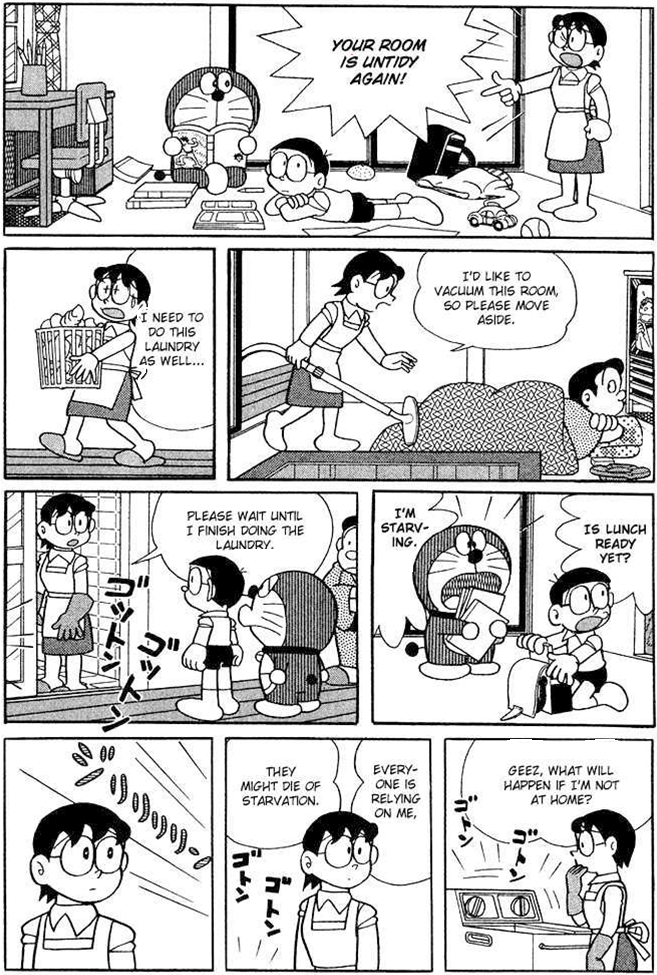 YOUR ROOM
IS UNTIDY
AGAIN!
I'D LIKE TO
VACUUM THIS ROOM,
SO PLEASE MOVE
ASIDE.
I NEED TO
DO THIS
LAUNDRY
AS WELL...
IS LUNCH
READY
YET?
I'M
STARV-
ING.
PLEASE WAIT UNTIL
I FINISH DOING THE
LAUNDRY.
ゴットン
ゴットン
GEEZ, WHAT WILL
HAPPEN IF I'M NOT
AT HOME?
ゴトン
ゴトン
EVERY-
ONE IS
RELYING
ON ME,
THEY
MIGHT DIE OF
STARVATION.
ゴトン
ゴトン